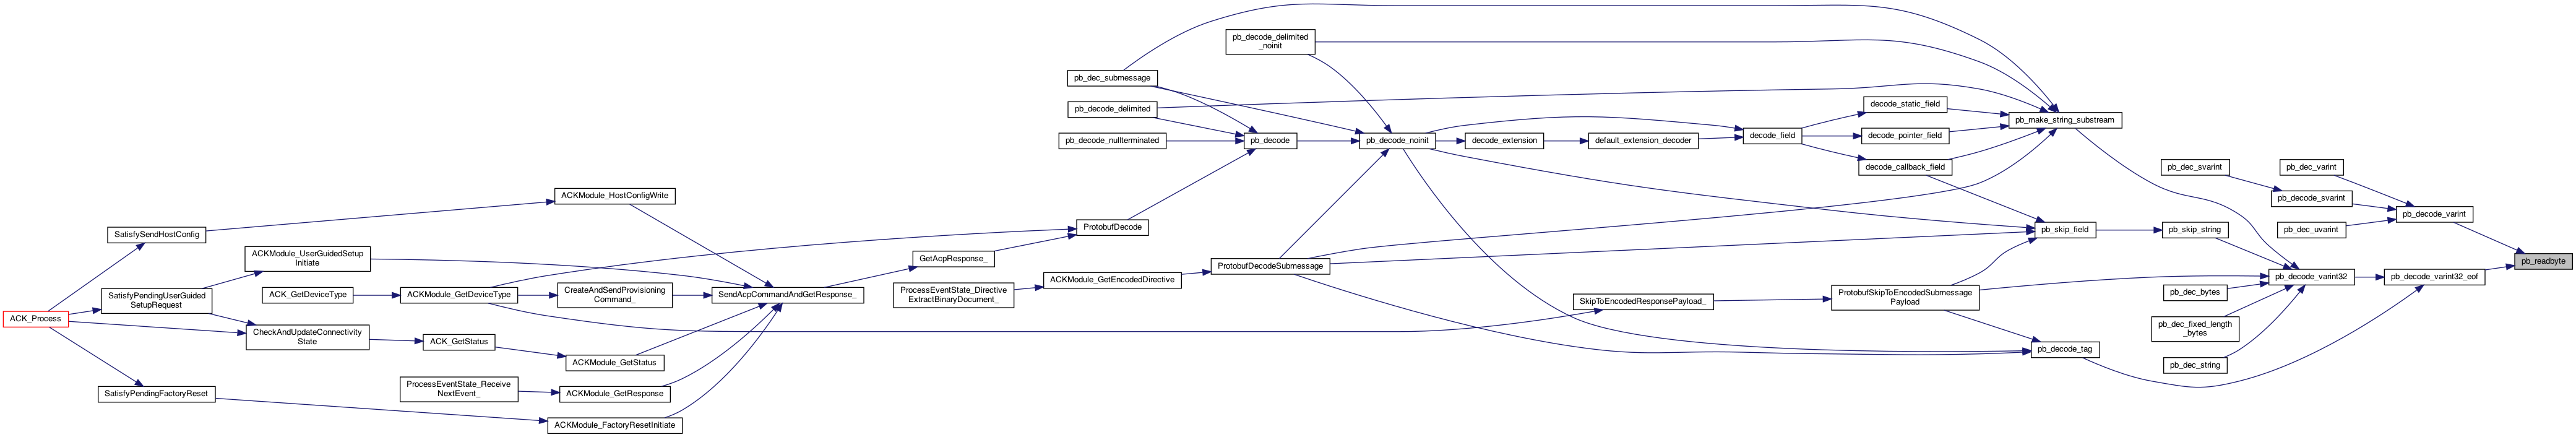 pb_decode_delimited
_noinit
pb_dec_submessage
pb_decode_delimited
pb_decode_nullterminated
pb_decode
pb_decode_noinit
decode_extension
default_extension_decoder
decode_field
decode_static_field
decode_pointer_field
decode_callback_field
pb_make_string_substream
pb_dec_svarint
pb_dec_varint
pb_decode_svarint
pb_dec_uvarint
pb_decode_varint
pb_readbyte
ACKModule_HostConfigWrite
SatisfySendHostConfig
ProtobufDecode
pb_skip_field
pb_skip_string
ACKModule_UserGuidedSetup
Initiate
GetAcpResponse_
ProtobufDecodeSubmessage
ACKModule_GetEncodedDirective
pb_decode_varint32
pb_decode_varint32_eof
SatisfyPendingUserGuided
SetupRequest
ACK_GetDeviceType
ACKModule_GetDeviceType
CreateAndSendProvisioning
Command_
SendAcpCommandAndGetResponse_
ProcessEventState_Directive
ExtractBinaryDocument_
SkipToEncodedResponsePayload_
ProtobufSkipToEncodedSubmessage
Payload
pb_dec_bytes
ACK_Process
CheckAndUpdateConnectivity
State
ACK_GetStatus
ACKModule_GetStatus
pb_dec_fixed_length
_bytes
pb_decode_tag
pb_dec_string
SatisfyPendingFactoryReset
ProcessEventState_Receive
NextEvent_
ACKModule_GetResponse
ACKModule_FactoryResetInitiate